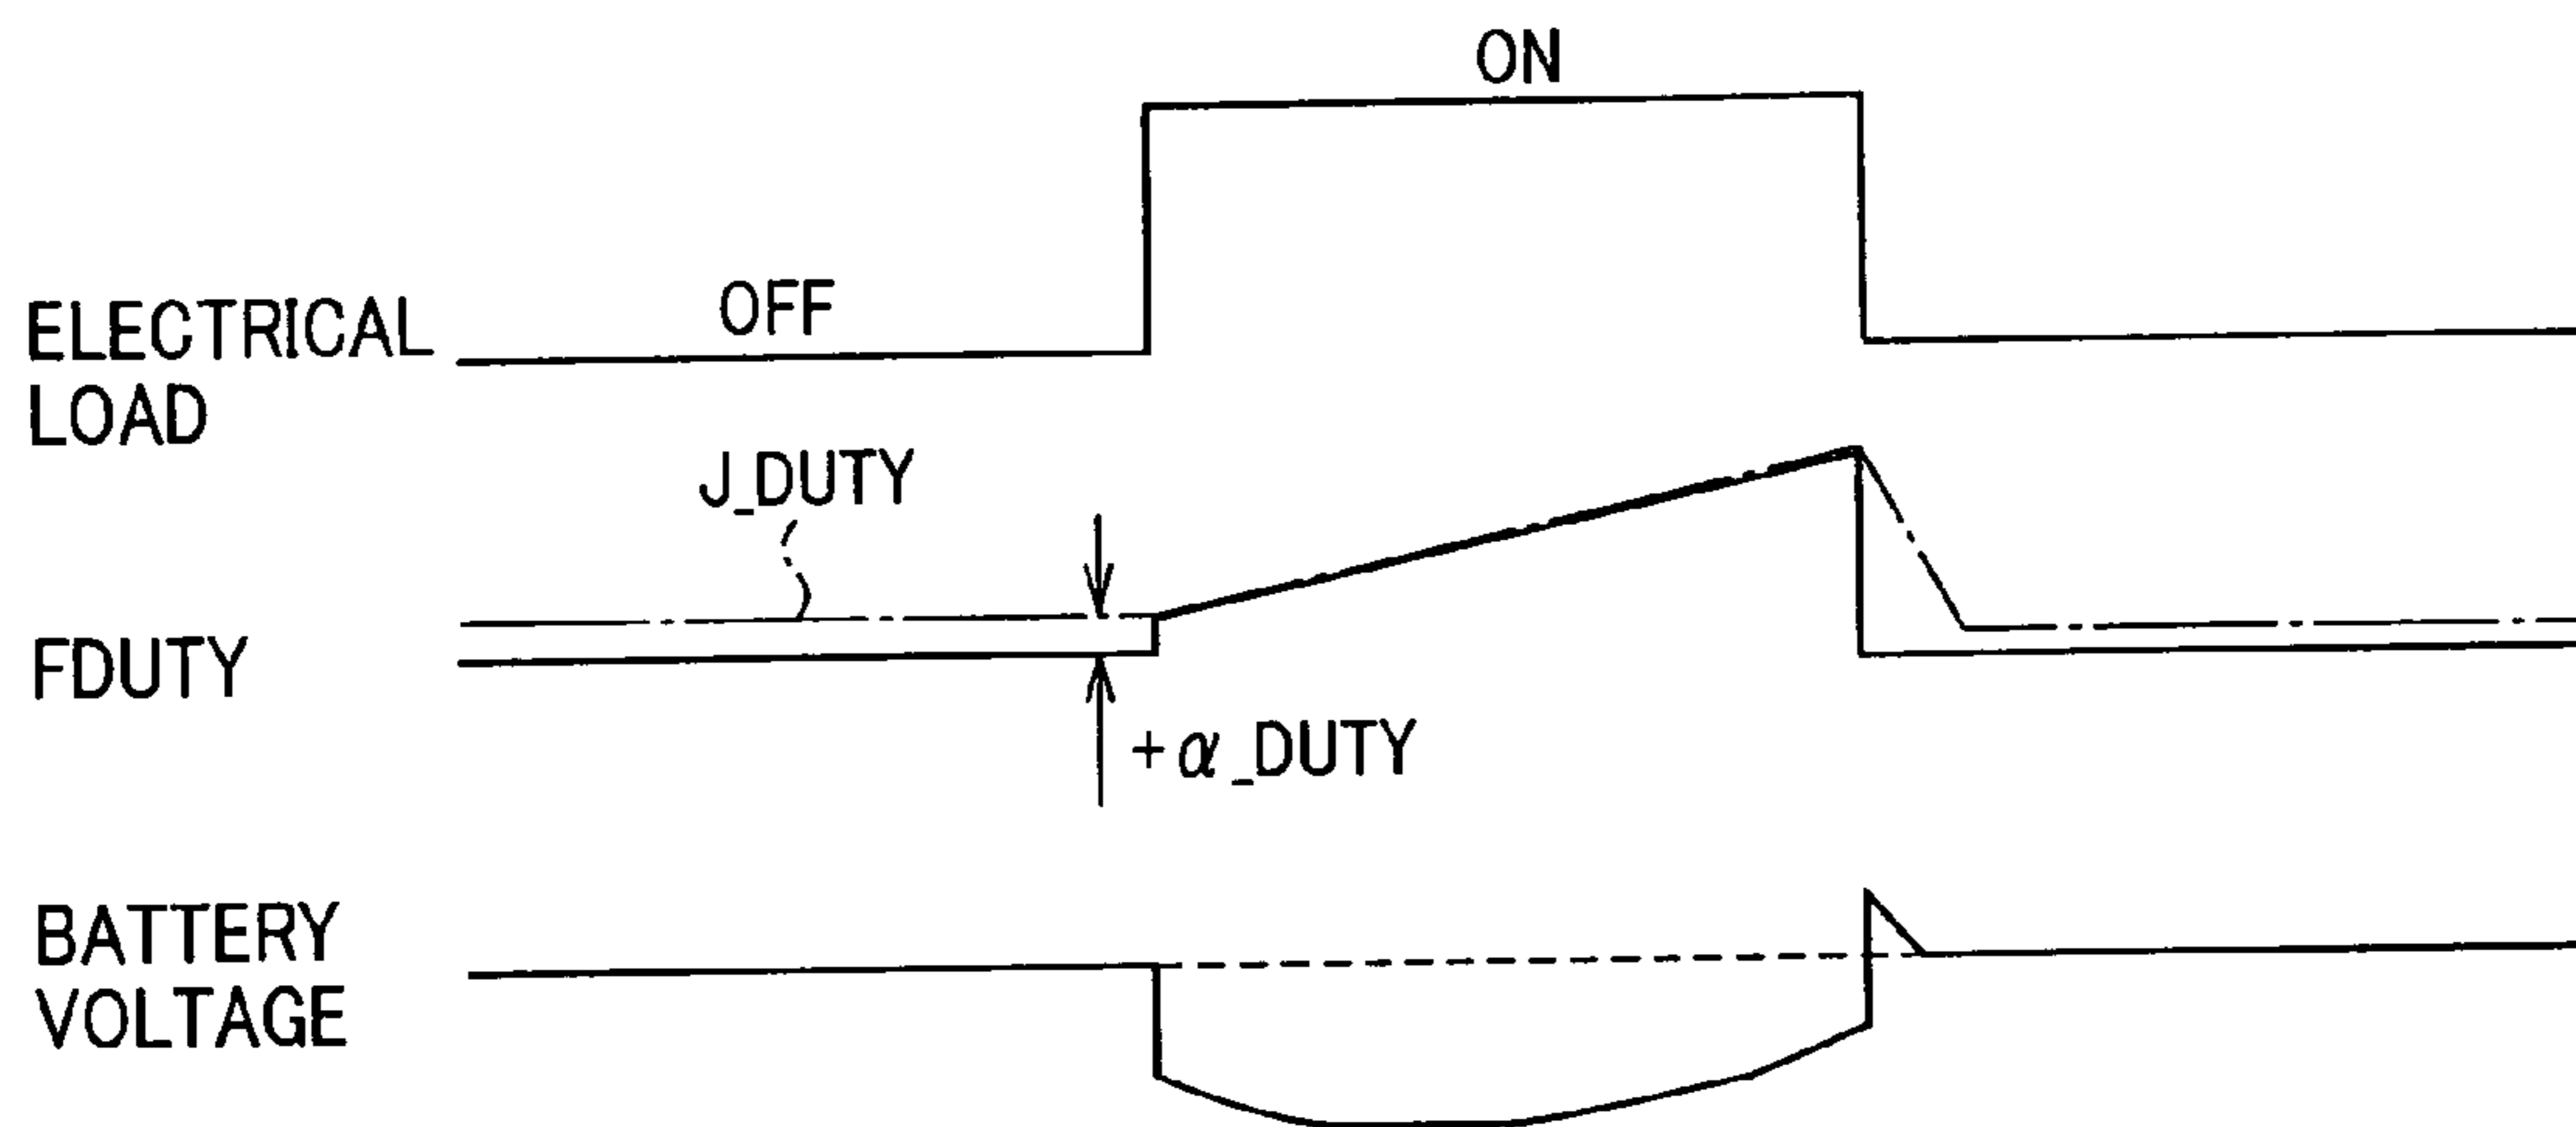 ON
OFF
ELECTRICAL
LOAD
J_DUTY
FDUTY
+α_DUTY
BATTERY
VOLTAGE